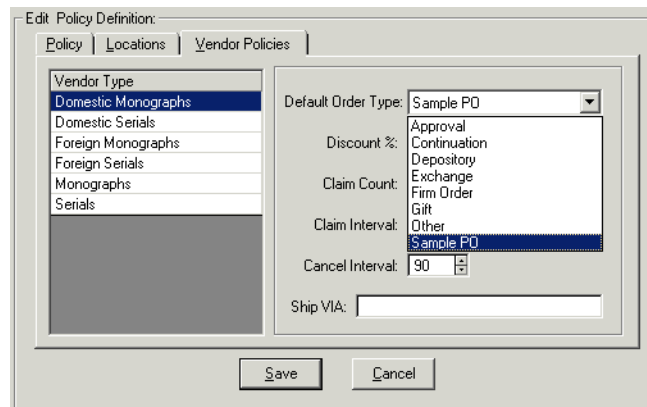 Edit Policy Definition:
Policy
Locations
Vendor Policies
Vendor Type
Domestic Monographs
Domestic Serials
Foreign Monographs
Foreign Serials
Monographs
Serials
Default Order Type: Sample PO
Approval
Continuation
Depository
Exchange
Firm Order
Gift
Other
Sample PO
Discount %:
Claim Count:
Claim Interval:
Cancel Interval: 90
Ship VIA:
Save
Cancel